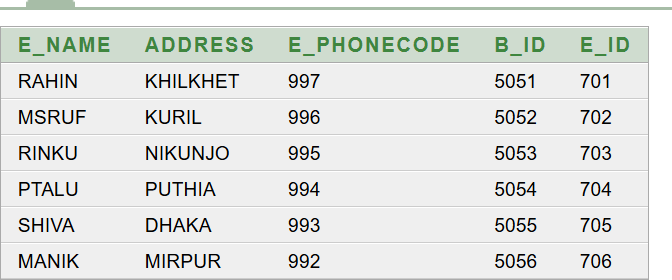 E_NAME ADDRESS E_PHONECODE B_ID E_ID
RAHIN KHILKHET 997 5051 701
MSRUF KURIL 996 5052 702
RINKU NIKUNJO 995 5053 703
PTALU PUTHIA 994 5054 704
SHIVA DHAKA 993 5055 705
MANIK MIRPUR 992 5056 706